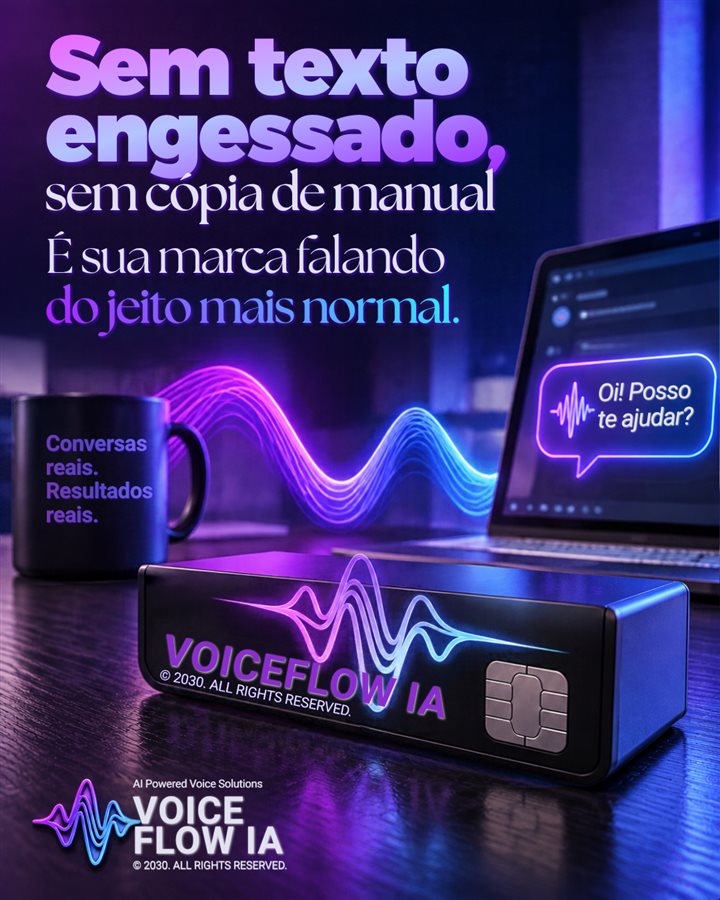 Sem texto
engessado,
sem cópia de manual
É sua marca falando
do jeito mais normal.
Oi! Posso
te ajudar?
Conversas
reais.
Resultados
reais.
VOICEFLOW IA
© 2030. ALL RIGHTS RESERVED.
AI Powered Voice Solutions
VOICE
FLOW IA
© 2030. ALL RIGHTS RESERVED.